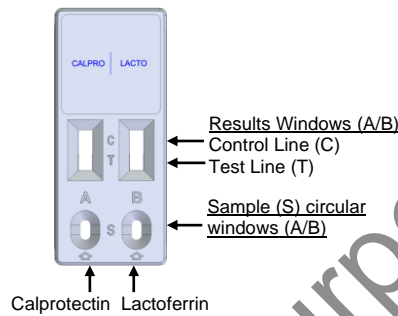 CALPRO LACTO
Results Windows (A/B)
C
Control Line (C)
T
Test Line (T)
A B
Sample (S) circular
S
windows (A/B)
Calprotectin Lactoferrin